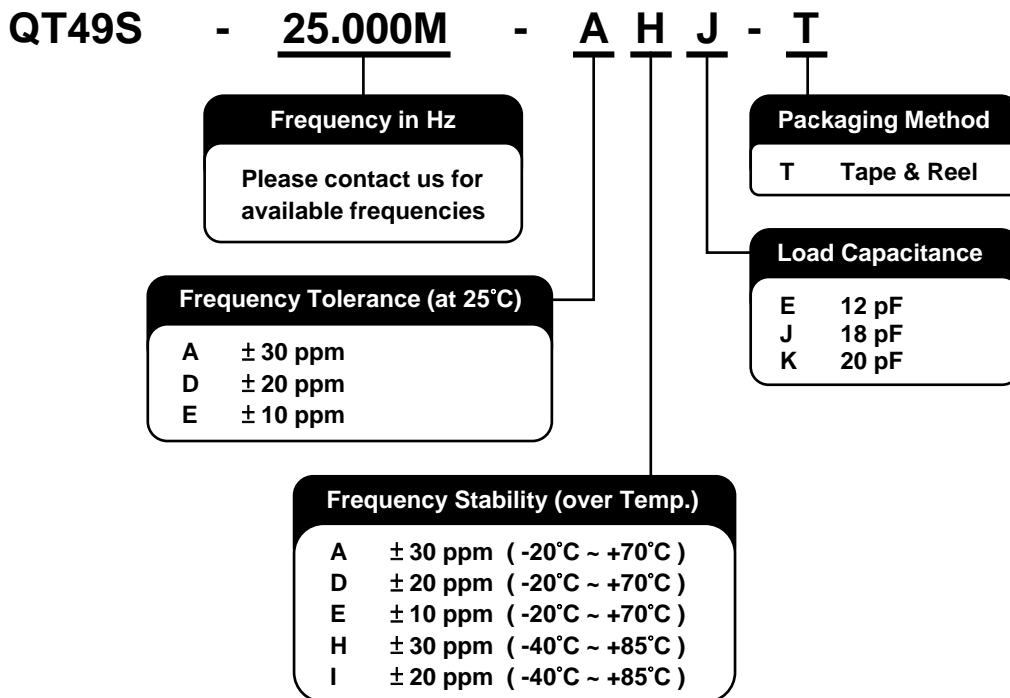 QT49S - 25.000M - A H J - T
Frequency in Hz
Please contact us for
available frequencies
Packaging Method
T Tape & Reel
Load Capacitance
E 12 pF
J 18 pF
K 20 pF
Frequency Tolerance (at 25˚C)
A ± 30 ppm
D ± 20 ppm
E ± 10 ppm
Frequency Stability (over Temp.)
A ± 30 ppm ( -20˚C ~ +70˚C )
D ± 20 ppm ( -20˚C ~ +70˚C )
E ± 10 ppm ( -20˚C ~ +70˚C )
H ± 30 ppm ( -40˚C ~ +85˚C )
I ± 20 ppm ( -40˚C ~ +85˚C )